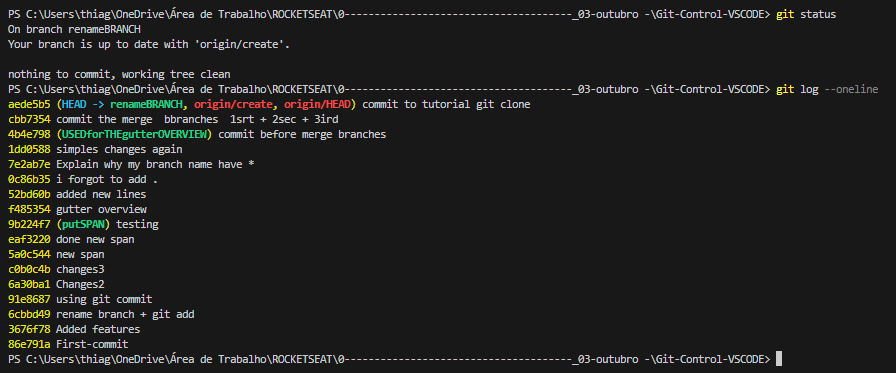 PS C:\Users\thiag\OneDrive\Área de Trabalho\ROCKETSEAT\0--------------------------------------_03-outubro -\Git-Control-VSCODE> git status
On branch renameBRANCH
Your branch is up to date with 'origin/create'.
nothing to commit, working tree clean
PS C:\Users\thiag\OneDrive\Área de Trabalho\ROCKETSEAT\0--------------------------------------_03-outubro -\Git-Control-VSCODE> git log --oneline
aede5b5 (HEAD -> renameBRANCH, origin/create, origin/HEAD) commit to tutorial git clone
cbb7354 commit the merge  bbranches  1srt + 2sec + 3ird
4b4e798 (USEDforTHEgutterOVERVIEW) commit before merge branches
1dd0588 simples changes again
7e2ab7e Explain why my branch name have *
0c86b35 i forgot to add .
52bd60b added new lines
f485354 gutter overview
9b224f7 (putSPAN) testing
eaf3220 done new span
5a0c544 new span
c0b0c4b changes3
6a30ba1 Changes2
91e8687 using git commit
6cbbd49 rename branch + git add
3676f78 Added features
86e791a First-commit
PS C:\Users\thiag\OneDrive\Área de Trabalho\ROCKETSEAT\0--------------------------------------_03-outubro -\Git-Control-VSCODE>